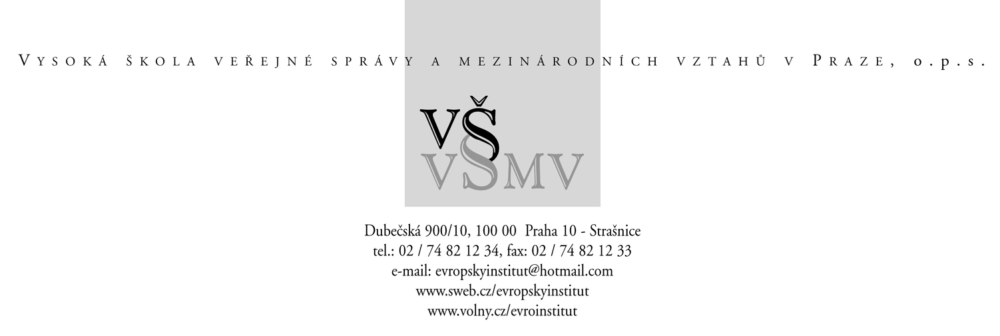 Vysoká škola veřejné správy a mezinárodních vztahů v Praze, o.p.s.
VŠ
VSMV
Dubečská 900/10, 100 00 Praha 10 - Strašnice
tel.: 02 / 74 82 12 34, fax: 02 / 74 82 12 33
e-mail: evropskyinstitut@hotmail.com
www.sweb.cz/evropskyinstitut
www.volny.cz/evroinstitut